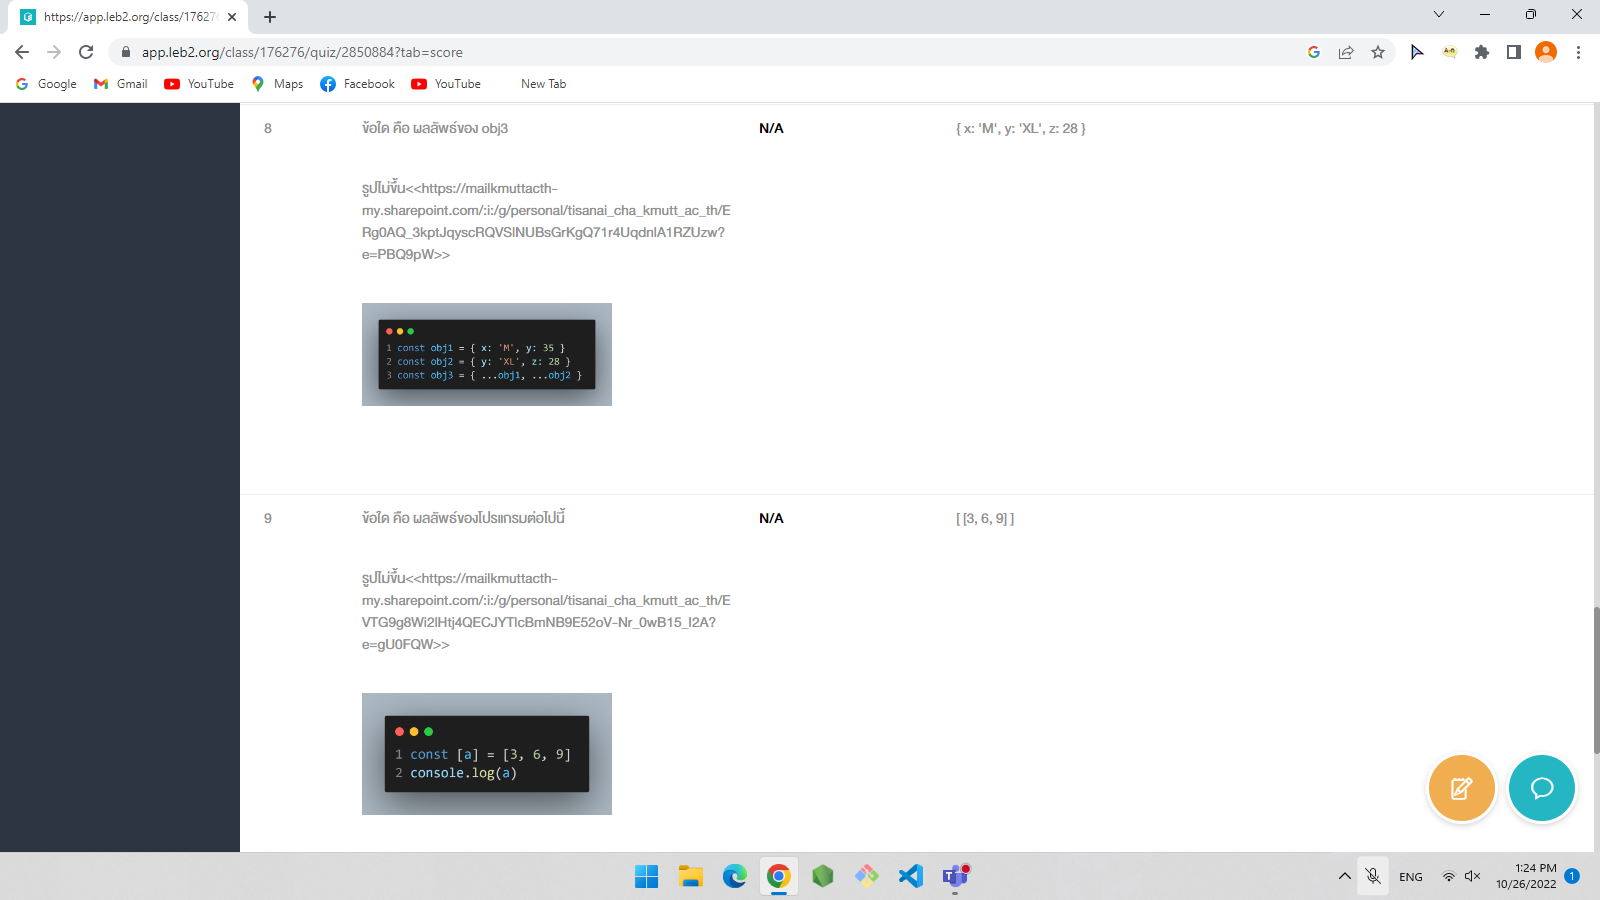 https://app.leb2.org/class/17627
app.leb2.org/class/176276/quiz/2850884?tab=score
Google
Gmail
YouTube
Maps
Facebook
YouTube
New Tab
8
ข้อใด คือ ผลลัพธ์ของ obj3
N/A
{ x: 'M', y: 'XL', z: 28 }
รูปไม่ขึ้น<<https://mailkmuttacth-
my.sharepoint.com/:i:/g/personal/tisanai_cha_kmutt_ac_th/E
Rg0AQ_3kptJqyscRQVSlNUBsGrKgQ71r4UqdnlA1RZUzw?
e=PBQ9pW>>
1 const obj1 = { x: 'M', y: 35 }
2 const obj2 = { y: 'XL', z: 28 }
3 const obj3 = { ...obj1, ...obj2 }
9
ข้อใด คือ ผลลัพธ์ของโปรแกรมต่อไปนี้
N/A
[ [3, 6, 9] ]
รูปไม่ขึ้น<<https://mailkmuttacth-
my.sharepoint.com/:i:/g/personal/tisanai_cha_kmutt_ac_th/E
VTG9g8Wi2lHtj4QECJYTlcBmNB9E52oV-Nr_0wB15_I2A?
e=gU0FQW>>
1 const [a] = [3, 6, 9]
2 console.log(a)
ENG
1:24 PM
10/26/2022
1